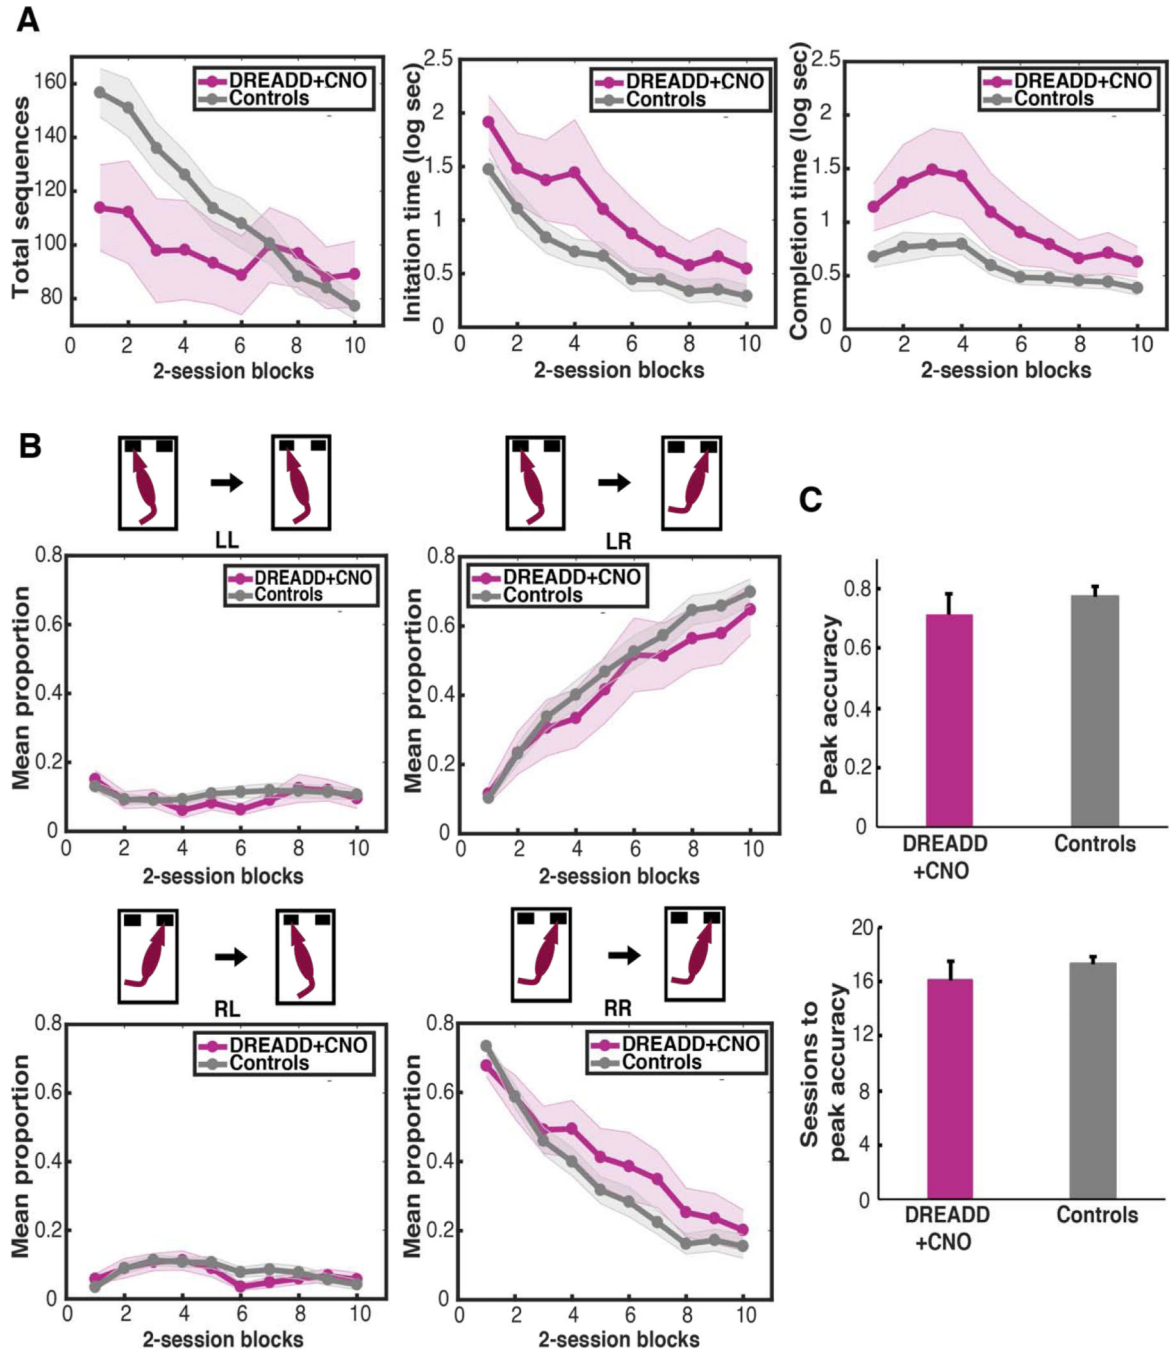 A
Total sequences
160
140
120
100
80
0
2
4
6
8
10
2-session blocks
DREADD+CNO
Controls
Initation time (log sec)
2.5
2
1.5
1
0.5
0
0
2
4
6
8
10
2-session blocks
DREADD+CNO
Controls
Completion time (log sec)
2.5
2
1.5
1
0.5
0
0
2
4
6
8
10
2-session blocks
DREADD+CNO
Controls
B
LL
Mean proportion
0.8
0.6
0.4
0.2
0
0
2
4
6
8
10
2-session blocks
DREADD+CNO
Controls
LR
Mean proportion
0.8
0.6
0.4
0.2
0
0
2
4
6
8
10
2-session blocks
DREADD+CNO
Controls
RL
Mean proportion
0.8
0.6
0.4
0.2
0
0
2
4
6
8
10
2-session blocks
DREADD+CNO
Controls
RR
Mean proportion
0.8
0.6
0.4
0.2
0
0
2
4
6
8
10
2-session blocks
DREADD+CNO
Controls
C
Peak accuracy
0.8
0.6
0.4
0.2
0
DREADD
+CNO
Controls
Sessions to
peak accuracy
20
16
12
8
4
0
DREADD
+CNO
Controls